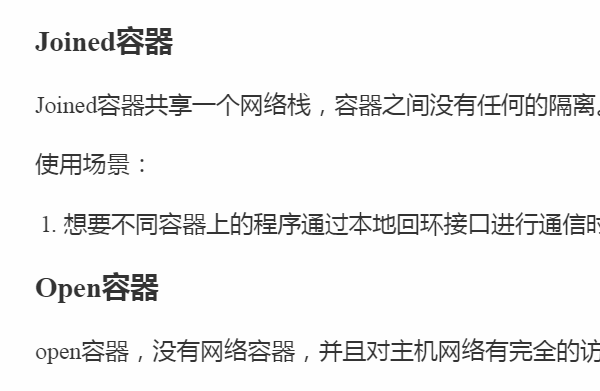 Joined容器
Joined容器共享一个网络栈，容器之间没有任何的隔离。
使用场景：
1. 想要不同容器上的程序通过本地回环接口进行通信时
Open容器
open容器，没有网络容器，并且对主机网络有完全的访